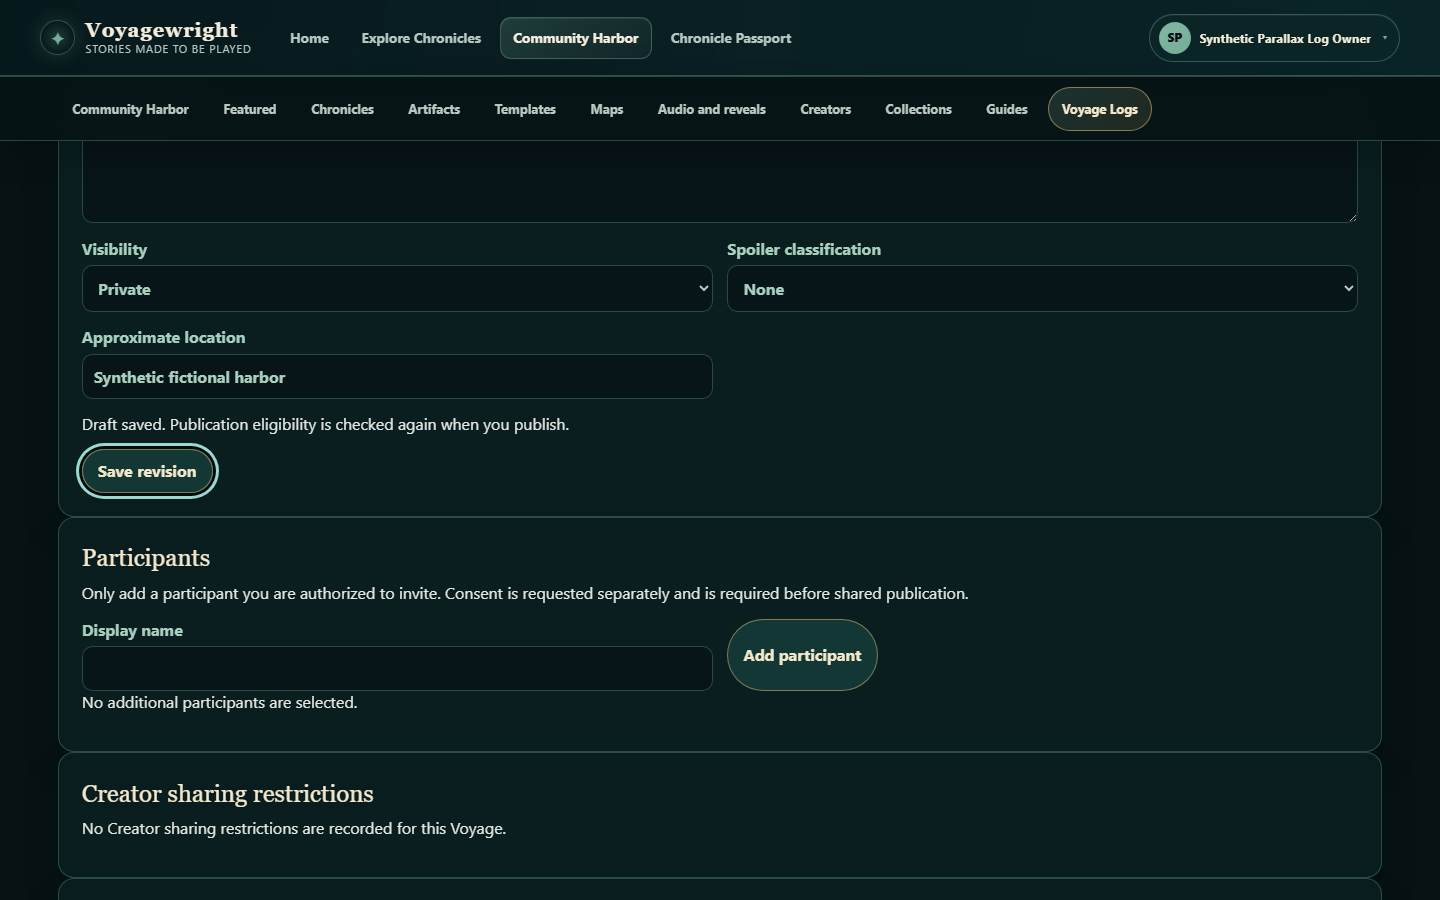 Voyagewright
STORIES MADE TO BE PLAYED
Home
Explore Chronicles
Community Harbor
Chronicle Passport
SP
Synthetic Parallax Log Owner
Community Harbor
Featured
Chronicles
Artifacts
Templates
Maps
Audio and reveals
Creators
Collections
Guides
Voyage Logs
Visibility
Spoiler classification
Private
None
Approximate location
Synthetic fictional harbor
Draft saved. Publication eligibility is checked again when you publish.
Save revision
Participants
Only add a participant you are authorized to invite. Consent is requested separately and is required before shared publication.
Display name
Add participant
No additional participants are selected.
Creator sharing restrictions
No Creator sharing restrictions are recorded for this Voyage.